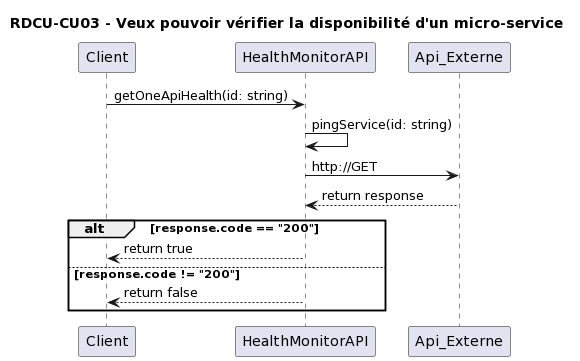 RDCU-CU03 - Veux pouvoir vérifier la disponibilité d'un micro-service
Client
HealthMonitorAPI
Api_Externe
getOneApiHealth(id: string)
pingService(id: string)
http://GET
return response
alt
[response.code == "200"]
return true
[response.code != "200"]
return false
Client
HealthMonitorAPI
Api_Externe